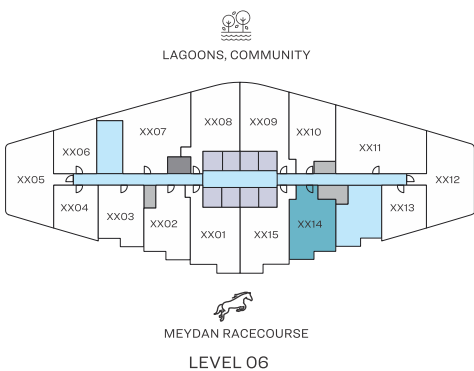 LAGOONS, COMMUNITY
XX08 XX09
XX07 XX10
XX06 XX11
XX05 XX12
XX04 XX03 XX02 XX01 XX15 XX14 XX13
MEYDAN RACECOURSE
LEVEL 06